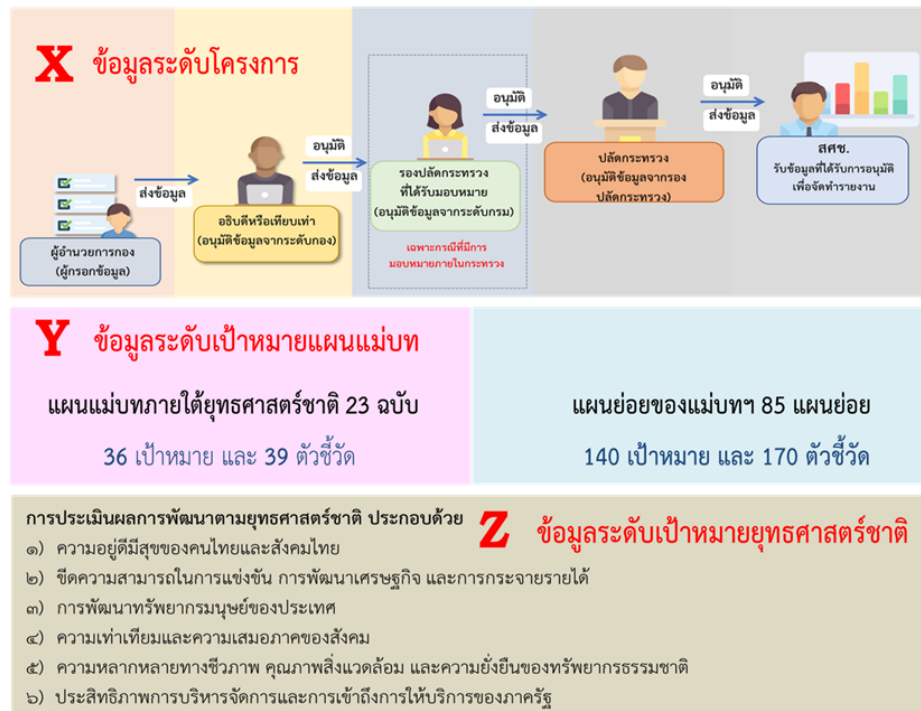 X ข้อมูลระดับโครงการ
ส่งข้อมูล
อนุมัติ
ส่งข้อมูล
อนุมัติ
ส่งข้อมูล
อนุมัติ
ส่งข้อมูล
ผู้อำนวยการกอง
(ผู้กรอกข้อมูล)
อธิบดีหรือเทียบเท่า
(อนุมัติข้อมูลจากระดับกอง)
รองปลัดกระทรวง
ที่ได้รับมอบหมาย
(อนุมัติข้อมูลจากระดับกรม)
เฉพาะกรณีที่มีการ
มอบหมายภายในกระทรวง
ปลัดกระทรวง
(อนุมัติข้อมูลจากรอง
ปลัดกระทรวง)
สศช.
รับข้อมูลที่ได้รับการอนุมัติ
เพื่อจัดทำรายงาน
Y ข้อมูลระดับเป้าหมายแผนแม่บท
แผนแม่บทภายใต้ยุทธศาสตร์ชาติ 23 ฉบับ
36 เป้าหมาย และ 39 ตัวชี้วัด
แผนย่อยของแม่บทฯ 85 แผนย่อย
140 เป้าหมาย และ 170 ตัวชี้วัด
Z ข้อมูลระดับเป้าหมายยุทธศาสตร์ชาติ
การประเมินผลการพัฒนาตามยุทธศาสตร์ชาติ ประกอบด้วย
๑) ความอยู่ดีมีสุขของคนไทยและสังคมไทย
๒) ขีดความสามารถในการแข่งขัน การพัฒนาเศรษฐกิจ และการกระจายรายได้
๓) การพัฒนาทรัพยากรมนุษย์ของประเทศ
๔) ความเท่าเทียมและความเสมอภาคของสังคม
๕) ความหลากหลายทางชีวภาพ คุณภาพสิ่งแวดล้อม และความยั่งยืนของทรัพยากรธรรมชาติ
๖) ประสิทธิภาพการบริหารจัดการและการเข้าถึงการให้บริการของภาครัฐ